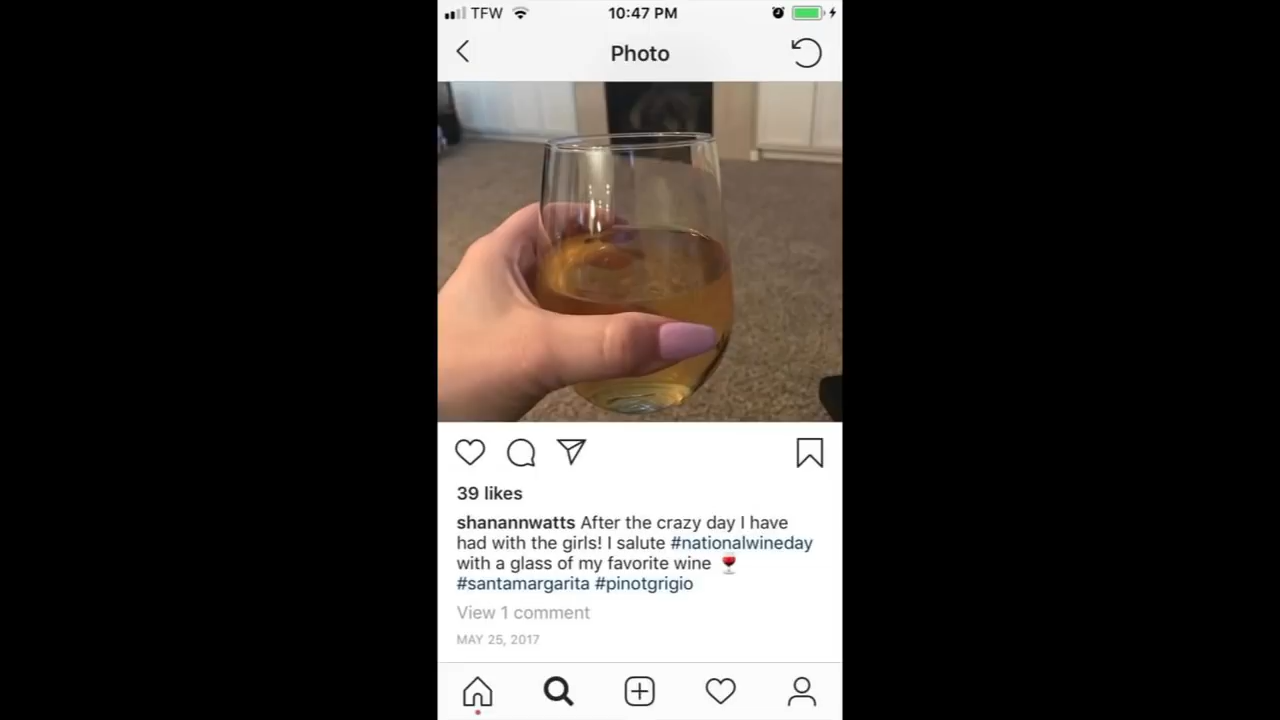 TFW 10:47 PM
Photo
39 likes
shanannwatts After the crazy day I have
had with the girls! I salute #nationalwineday
with a glass of my favorite wine 🍷
#santamargarita #pinotgrigio
View 1 comment
MAY 25, 2017